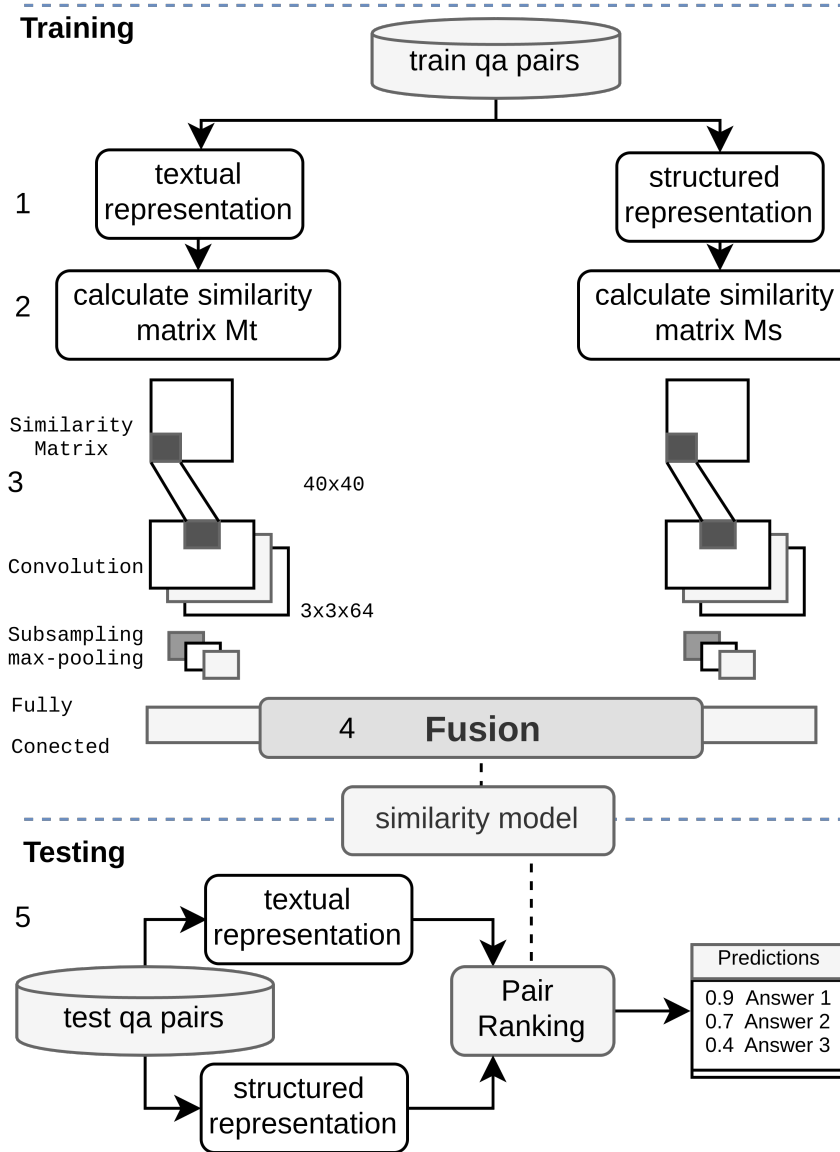 Training
train qa pairs
1
textual
representation
structured
representation
2
calculate similarity
matrix Mt
calculate similarity
matrix Ms
Similarity
Matrix
3
40x40
Convolution
3x3x64
Subsampling
max-pooling
Fully
Conected
4
Fusion
similarity model
Testing
5
textual
representation
test qa pairs
structured
representation
Pair
Ranking
Predictions
0.9 Answer 1
0.7 Answer 2
0.4 Answer 3